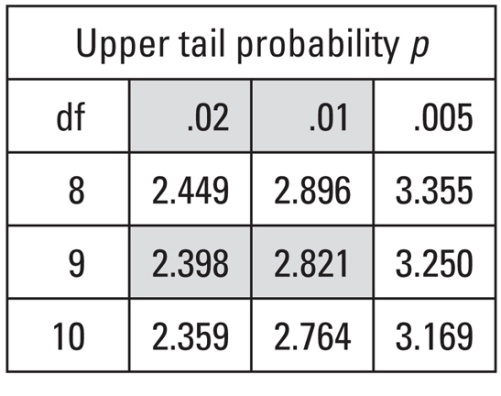 Upper tail probability p
df .02 .01 .005
8 2.449 2.896 3.355
9 2.398 2.821 3.250
10 2.359 2.764 3.169